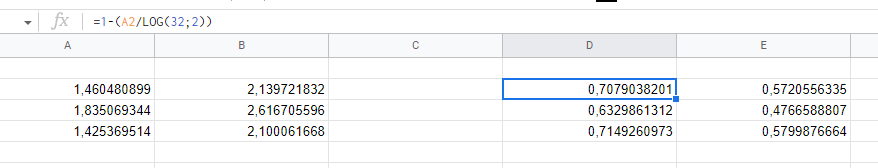 fx =1-(A2/LOG(32;2))
A B C D E
1,460480899 2,139721832 0,7079038201 0,5720556335
1,835069344 2,616705596 0,6329861312 0,4766588807
1,425369514 2,100061668 0,7149260973 0,5799876664